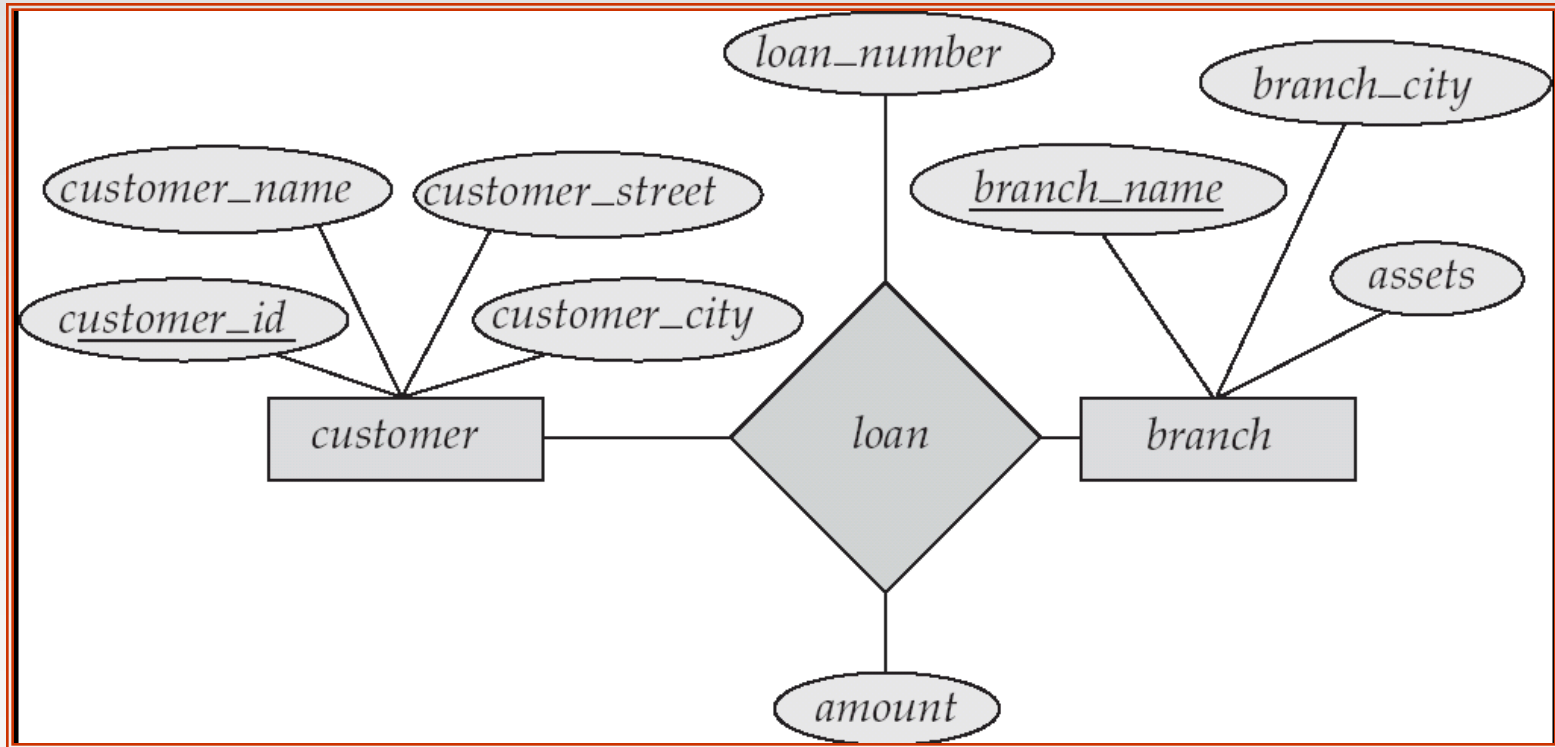 loan_number
branch_city
customer_name
customer_street
branch_name
customer_id
customer_city
assets
customer
loan
branch
amount